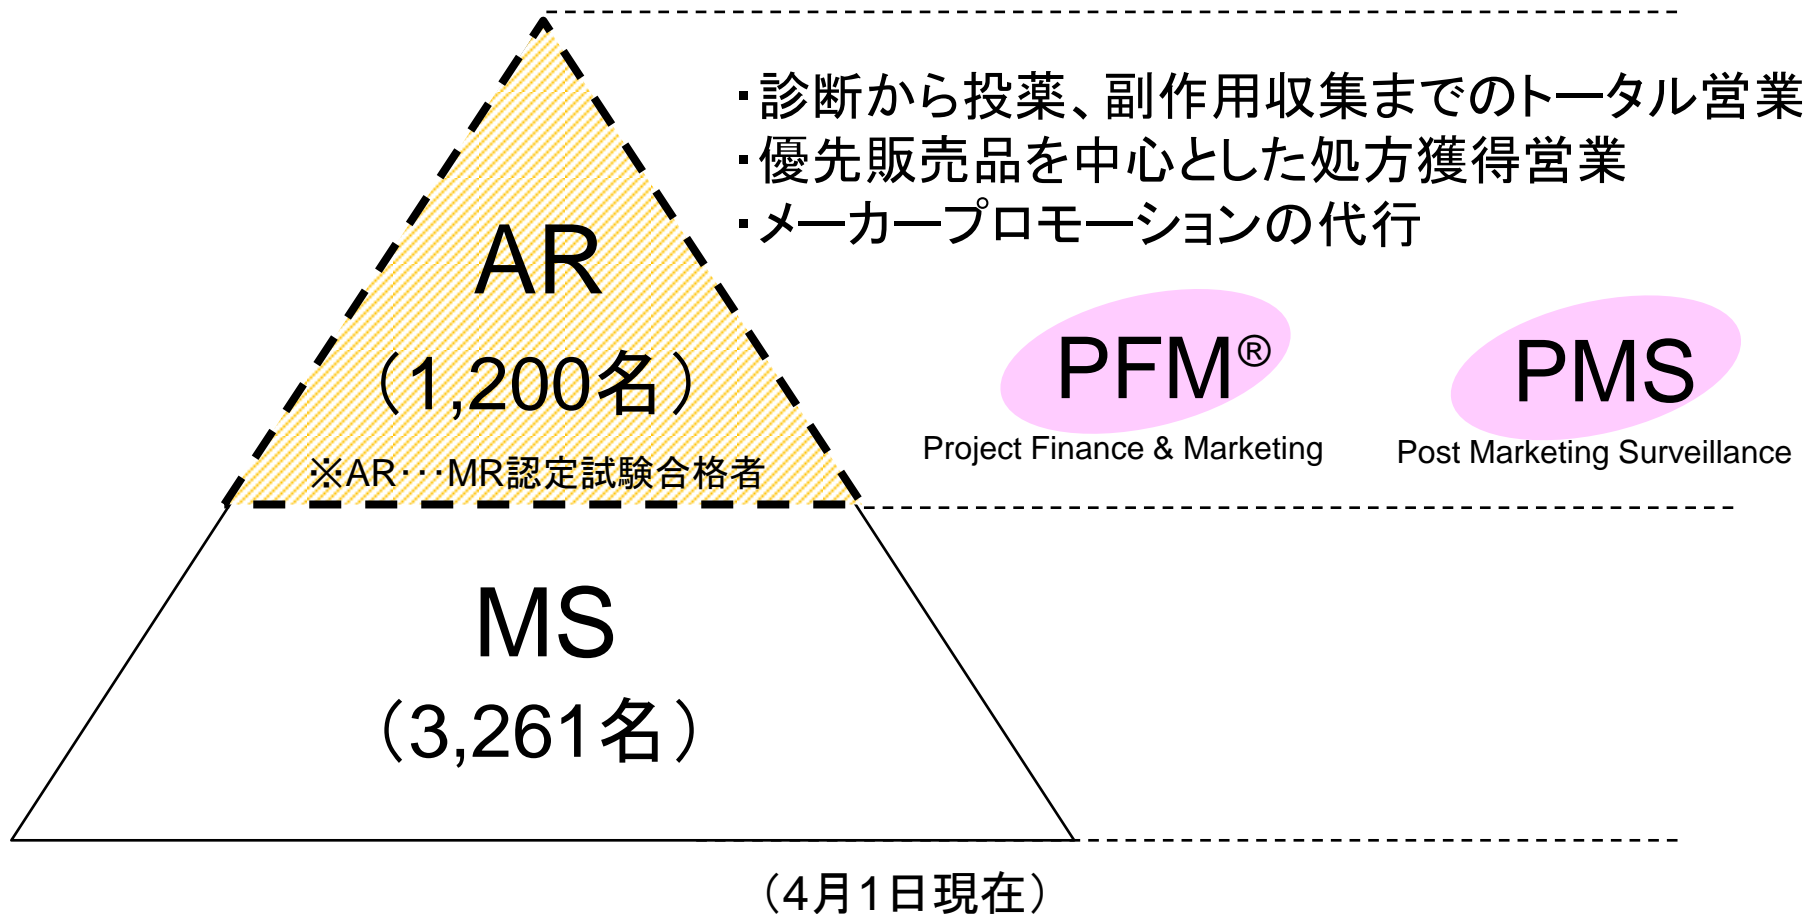 ・診断から投薬、副作用収集までのトータル営業
・優先販売品を中心とした処方獲得営業
・メーカープロモーションの代行
AR
（1,200名）
※AR･･･MR認定試験合格者
PFM®
Project Finance & Marketing
PMS
Post Marketing Surveillance
MS
（3,261名）
（4月1日現在）